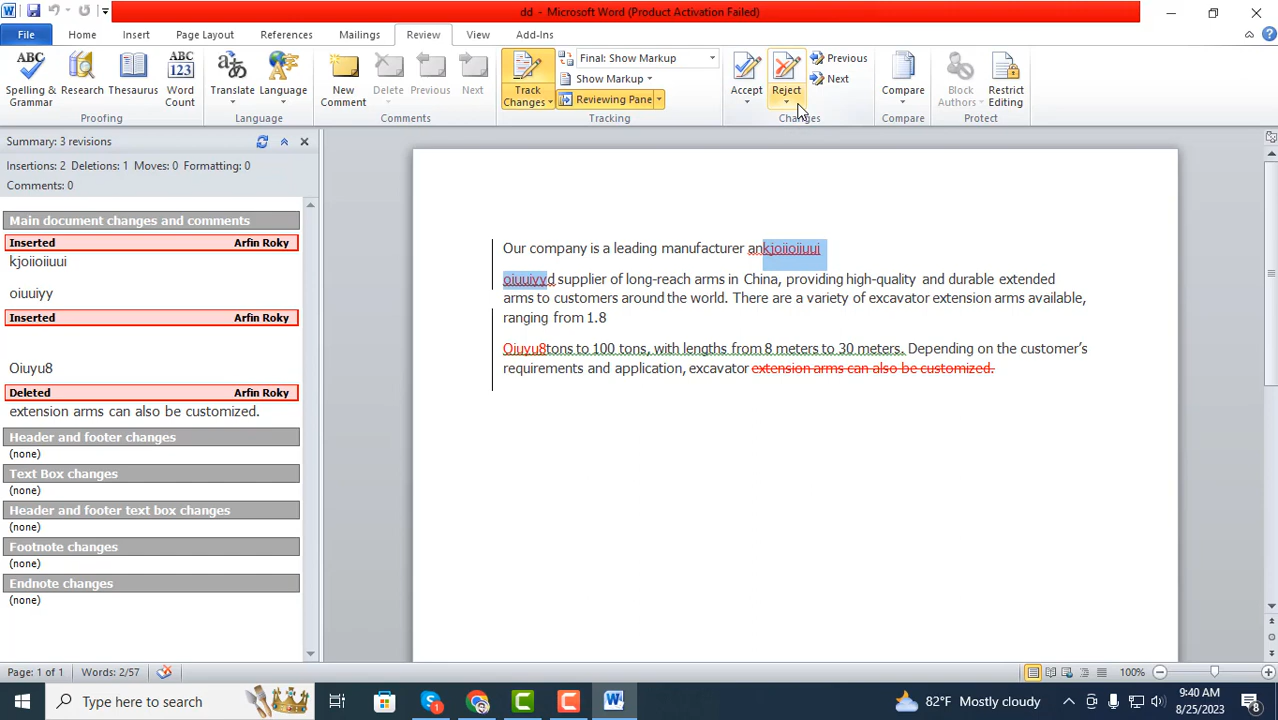 dd - Microsoft Word (Product Activation Failed)
File Home Insert Page Layout References Mailings Review View Add-Ins
Spelling & Grammar
Research
Thesaurus
Word Count
Proofing
Translate
Language
Language
New Comment
Delete
Previous
Next
Comments
Track Changes
Final: Show Markup
Show Markup
Reviewing Pane
Tracking
Accept
Reject
Previous
Next
Changes
Compare
Compare
Block Authors
Restrict Editing
Protect
Summary: 3 revisions
Insertions: 2 Deletions: 1 Moves: 0 Formatting: 0
Comments: 0
Main document changes and comments
Inserted Arfin Roky
kjoiioiiuui
oiuuiyy
Inserted Arfin Roky
Oiuyu8
Deleted Arfin Roky
extension arms can also be customized.
Header and footer changes
(none)
Text Box changes
(none)
Header and footer text box changes
(none)
Footnote changes
(none)
Endnote changes
(none)
Our company is a leading manufacturer ankjoiioiiuui
oiuuiyyd supplier of long-reach arms in China, providing high-quality and durable extended
arms to customers around the world. There are a variety of excavator extension arms available,
ranging from 1.8
Oiuyu8tons to 100 tons, with lengths from 8 meters to 30 meters. Depending on the customer's
requirements and application, excavator extension arms can also be customized.
Page: 1 of 1 Words: 2/57 100%
Type here to search
82°F Mostly cloudy
9:40 AM
8/25/2023
8